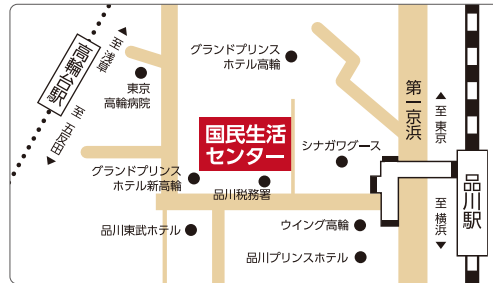 高輪台駅
至 浅草
至 五反田
東京
高輪病院
グランドプリンス
ホテル高輪
第一京浜
至 東京
品川駅
至 横浜
国民生活
センター
シナガワグース
グランドプリンス
ホテル新高輪
品川税務署
品川東武ホテル
ウイング高輪
品川プリンスホテル